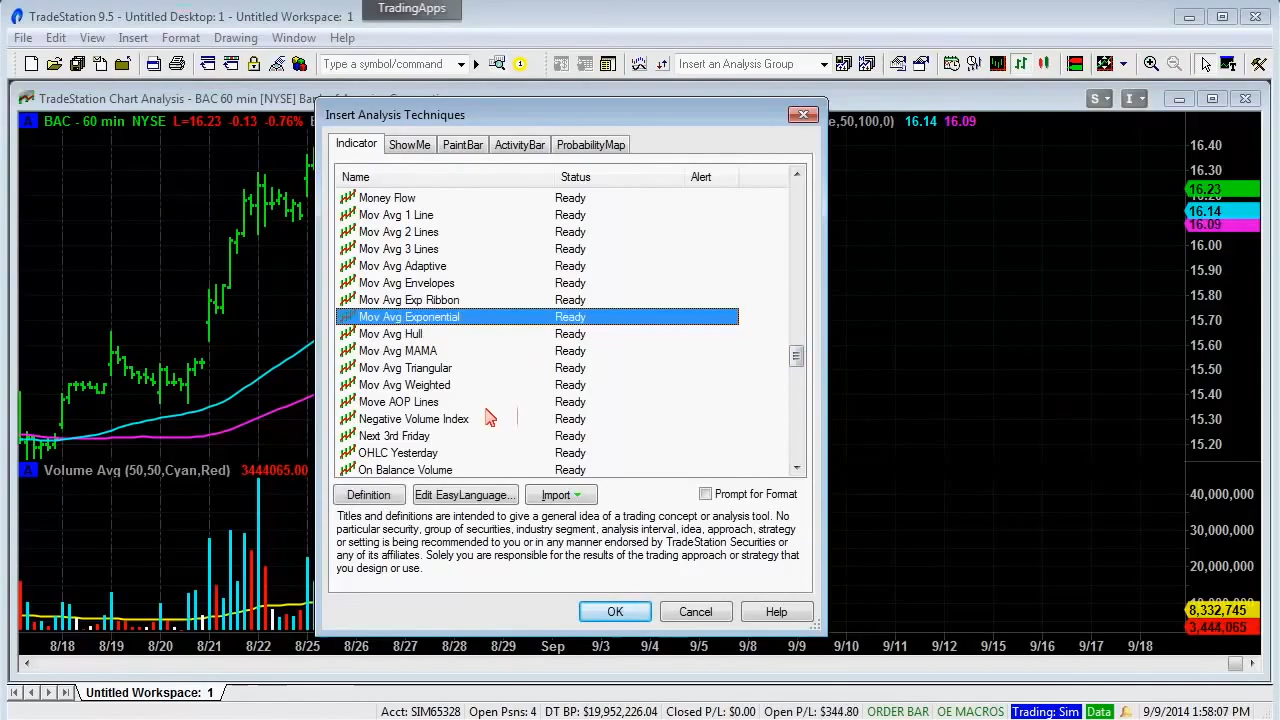 TradeStation 9.5 - Untitled Desktop: 1 - Untitled Workspace: 1
TradingApps
File Edit View Insert Format Drawing Window Help
Type a symbol/command
Insert an Analysis Group
TradeStation Chart Analysis - BAC 60 min [NYSE]
S
I
A BAC - 60 min NYSE L=16.23 -0.13 -0.76%
,50,100,0) 16.14 16.09
Insert Analysis Techniques
Indicator ShowMe PaintBar ActivityBar ProbabilityMap
Name Status Alert
Money Flow Ready
Mov Avg 1 Line Ready
Mov Avg 2 Lines Ready
Mov Avg 3 Lines Ready
Mov Avg Adaptive Ready
Mov Avg Envelopes Ready
Mov Avg Exp Ribbon Ready
Mov Avg Exponential Ready
Mov Avg Hull Ready
Mov Avg MAMA Ready
Mov Avg Triangular Ready
Mov Avg Weighted Ready
Move AOP Lines Ready
Negative Volume Index Ready
Next 3rd Friday Ready
OHLC Yesterday Ready
On Balance Volume Ready
Definition Edit EasyLanguage... Import Prompt for Format
Titles and definitions are intended to give a general idea of a trading concept or analysis tool. No
particular security, group of securities, industry segment, analysis interval, idea, approach, strategy
or setting is being recommended to you or in any manner endorsed by TradeStation Securities or
any of its affiliates. Solely you are responsible for the results of the trading approach or strategy that
you design or use.
OK Cancel Help
16.40
16.30
16.23
16.20
16.14
16.09
16.00
15.90
15.80
15.70
15.60
15.50
15.40
15.30
15.20
A Volume Avg (50,50,Cyan,Red) 3444065.00
40,000,000
30,000,000
20,000,000
8,332,745
3,444,065
8/18 8/19 8/20 8/21 8/22 8/25 8/26 8/27 8/28 8/29 Sep 9/3 9/4 9/5 9/8 9/9 9/10 9/11 9/12 9/15 9/16 9/17 9/18
Untitled Workspace: 1
Acct: SIM65328 Open Psns: 4 DT BP: $19,952,226.04 Closed P/L: $0.00 Open P/L: $344.80 ORDER BAR OE MACROS Trading: Sim Data 9/9/2014 1:58:07 PM